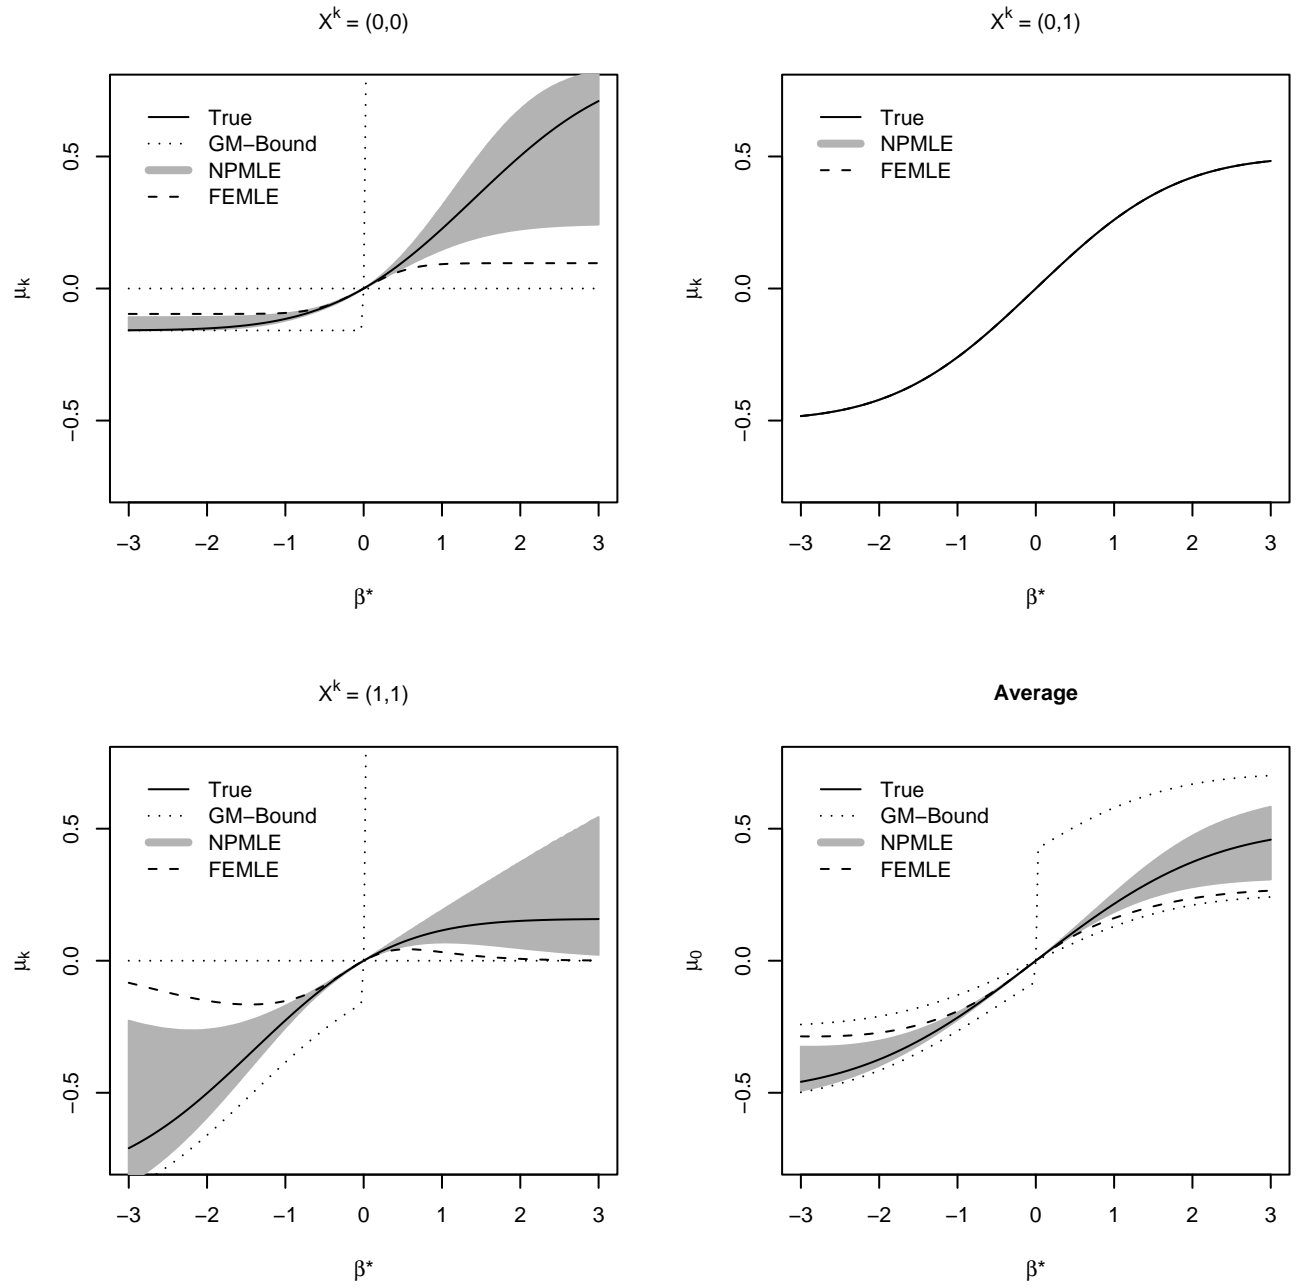 X^k = (0,0)
True
GM−Bound
NPMLE
FEMLE
μk
0.5
0.0
−0.5
−3 −2 −1 0 1 2 3
β*
X^k = (0,1)
True
NPMLE
FEMLE
μk
0.5
0.0
−0.5
−3 −2 −1 0 1 2 3
β*
X^k = (1,1)
True
GM−Bound
NPMLE
FEMLE
μk
0.5
0.0
−0.5
−3 −2 −1 0 1 2 3
β*
Average
True
GM−Bound
NPMLE
FEMLE
μ0
0.5
0.0
−0.5
−3 −2 −1 0 1 2 3
β*